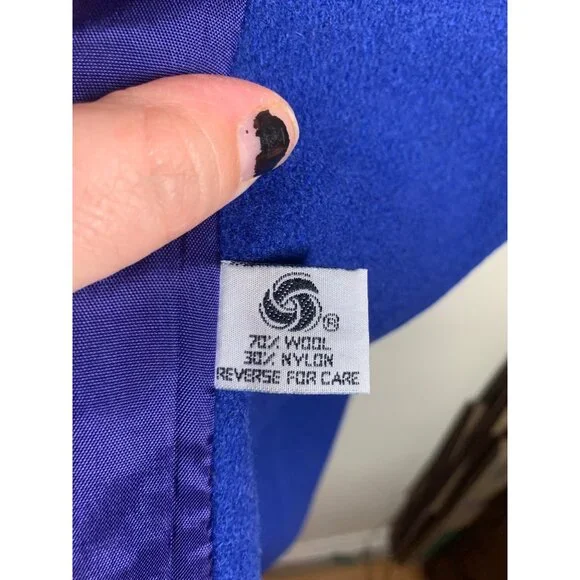 ®
70% WOOL
30% NYLON
REVERSE FOR CARE